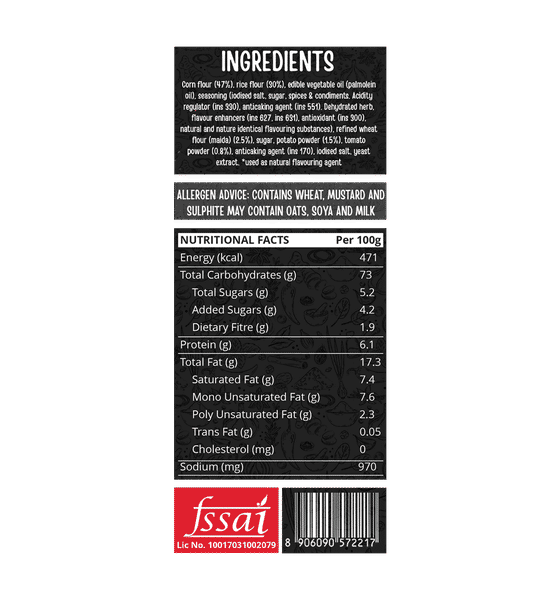 INGREDIENTS
Corn flour (47%), rice flour (30%), edible vegetable oil (palmolein
oil), seasoning (iodised salt, sugar, spices & condiments. Acidity
regulator (ins 330), anticaking agent (ins 551). Dehydrated herb,
flavour enhancers (ins 627, ins 631), antioxidant (ins 300),
natural and nature identical flavouring substances), refined wheat
flour (maida) (2.5%), sugar, potato powder (1.5%), tomato
powder (0.8%), anticaking agent (ins 170), iodised salt, yeast
extract. *used as natural flavouring agent
ALLERGEN ADVICE: CONTAINS WHEAT, MUSTARD AND
SULPHITE MAY CONTAIN OATS, SOYA AND MILK
NUTRITIONAL FACTS Per 100g
Energy (kcal) 471
Total Carbohydrates (g) 73
Total Sugars (g) 5.2
Added Sugars (g) 4.2
Dietary Fitre (g) 1.9
Protein (g) 6.1
Total Fat (g) 17.3
Saturated Fat (g) 7.4
Mono Unsaturated Fat (g) 7.6
Poly Unsaturated Fat (g) 2.3
Trans Fat (g) 0.05
Cholesterol (mg) 0
Sodium (mg) 970
fssai
Lic No. 10017031002079
8 906090 572217